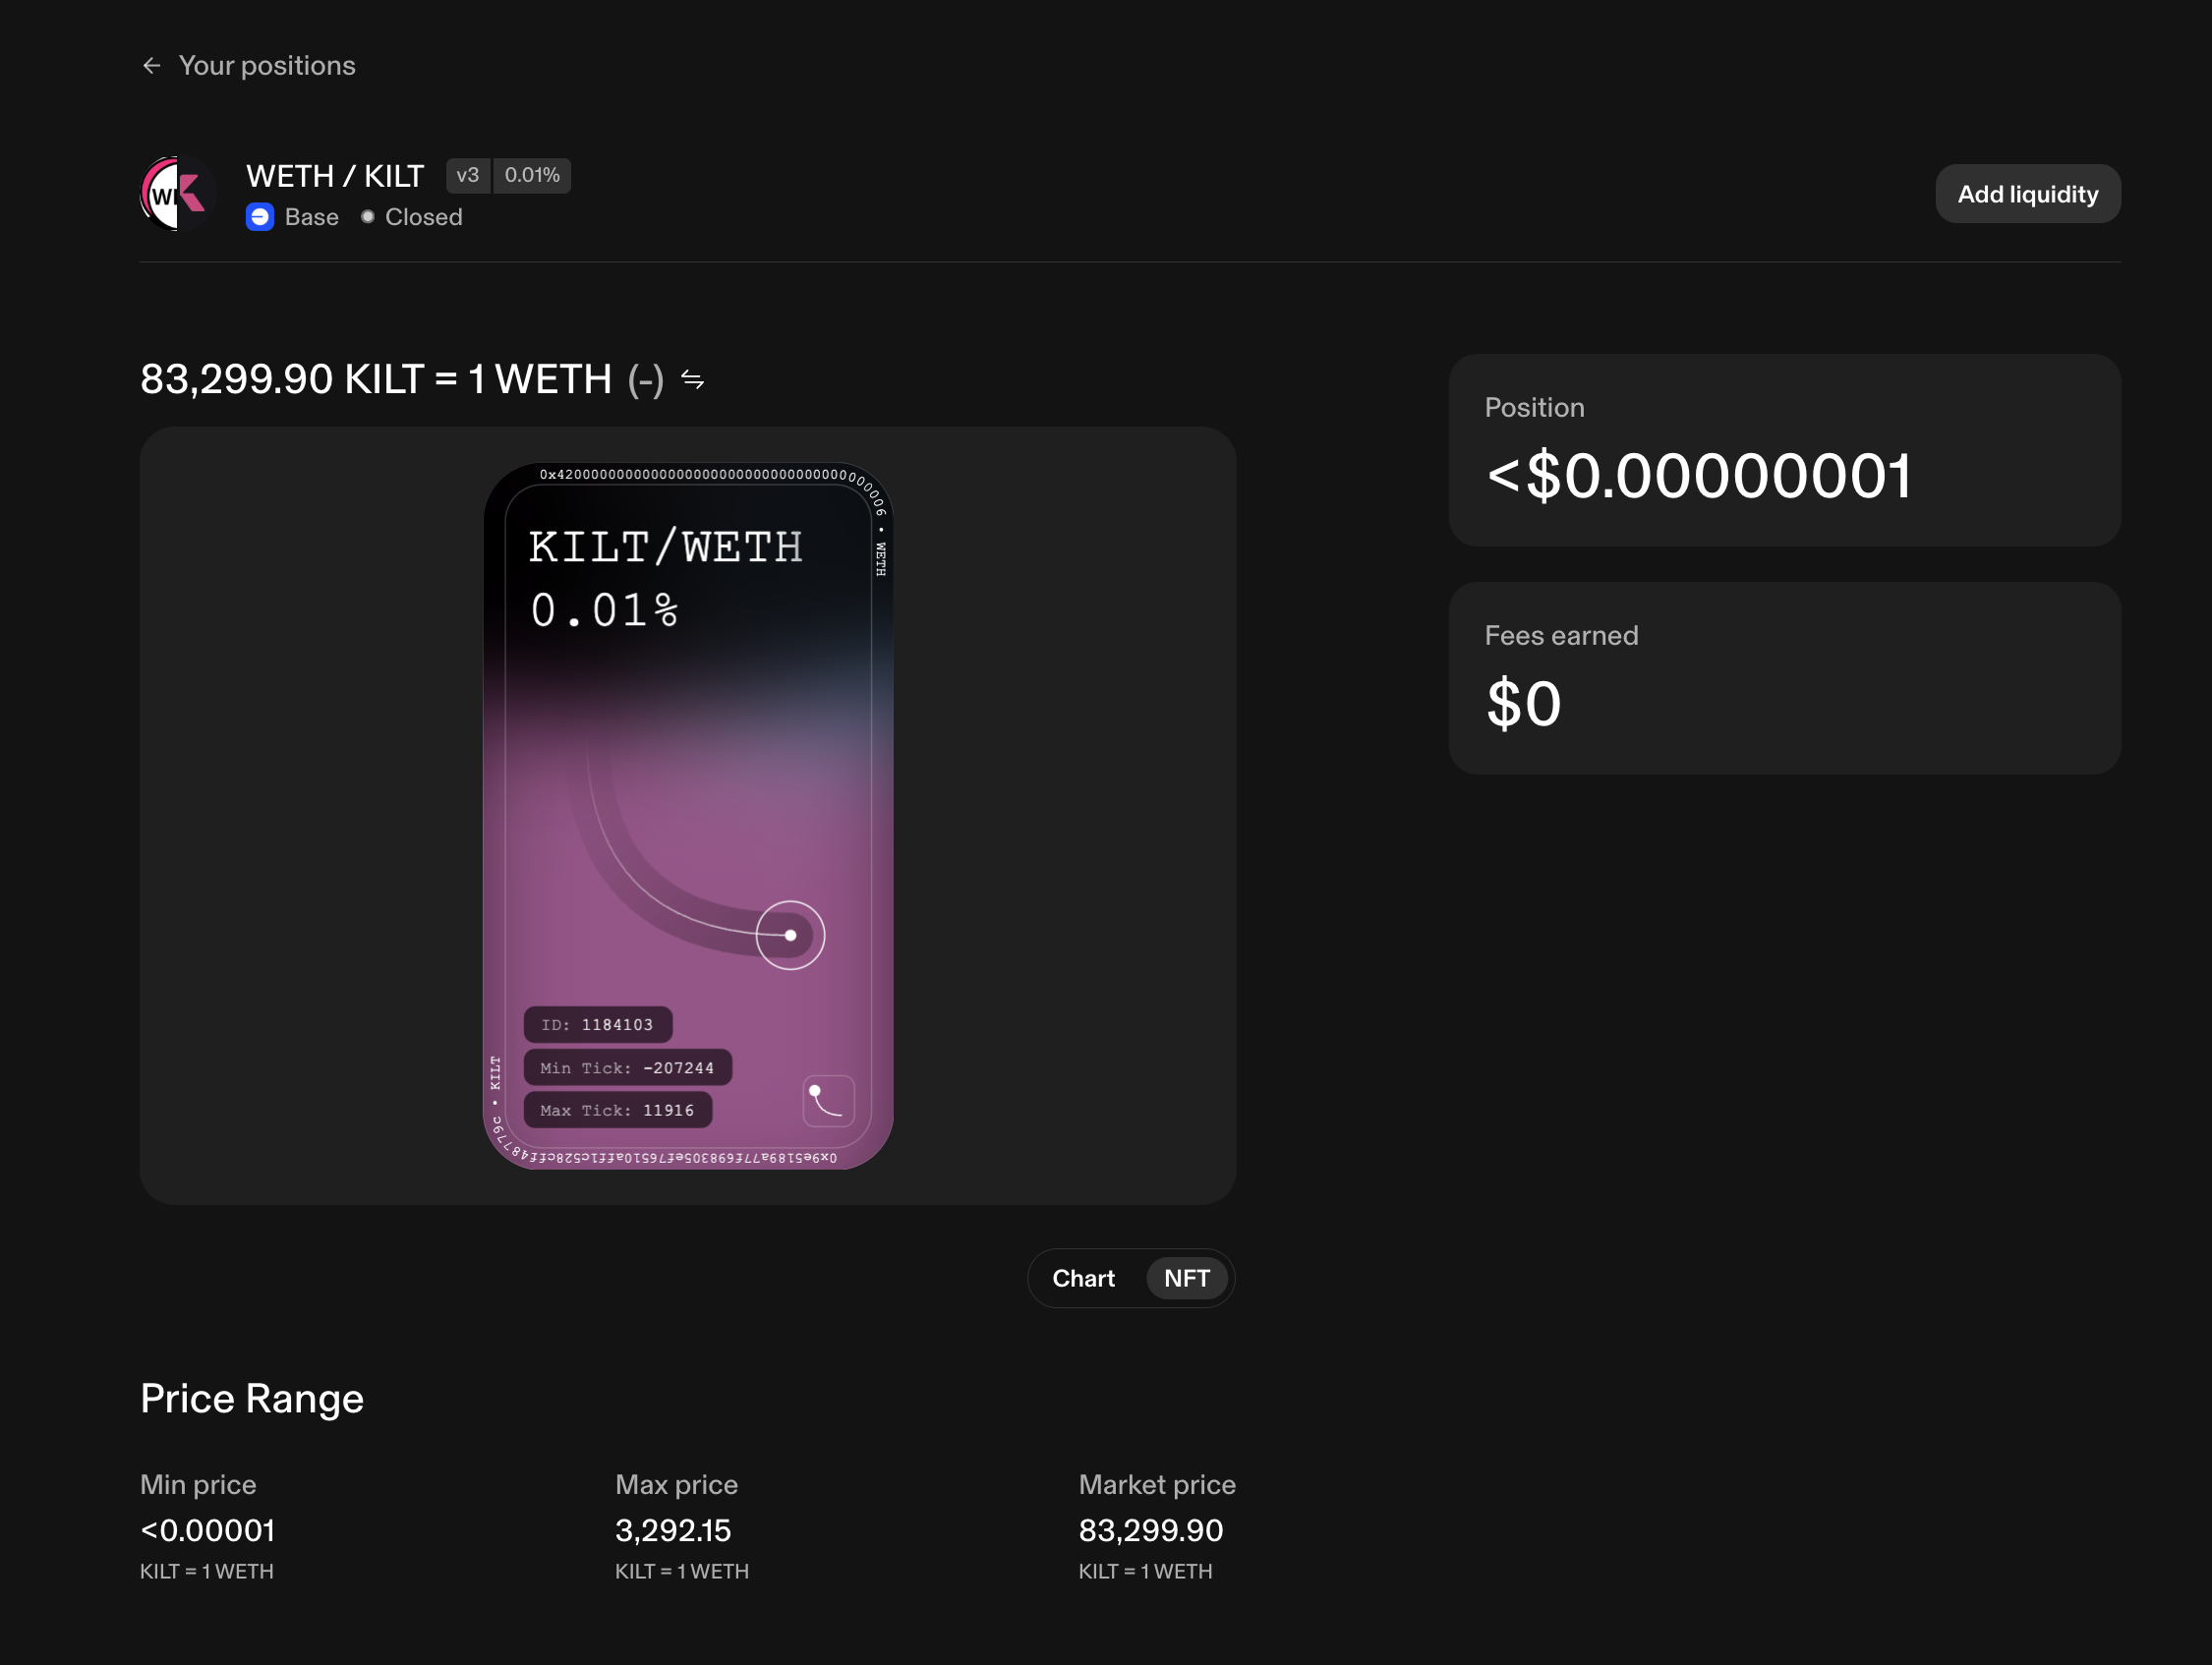 Your positions
WETH / KILT v3 0.01%
Base Closed
Add liquidity
83,299.90 KILT = 1 WETH (-)
Position
<$0.00000001
Fees earned
$0
0x4200000000000000000000000000000000000006 • WETH
KILT/WETH
0.01%
ID: 1184103
Min Tick: -207244
Max Tick: 11916
0x9e5189a77f698305ef76510aff1c528cff48779c • KILT
Chart NFT
Price Range
Min price
<0.00001
KILT = 1 WETH
Max price
3,292.15
KILT = 1 WETH
Market price
83,299.90
KILT = 1 WETH